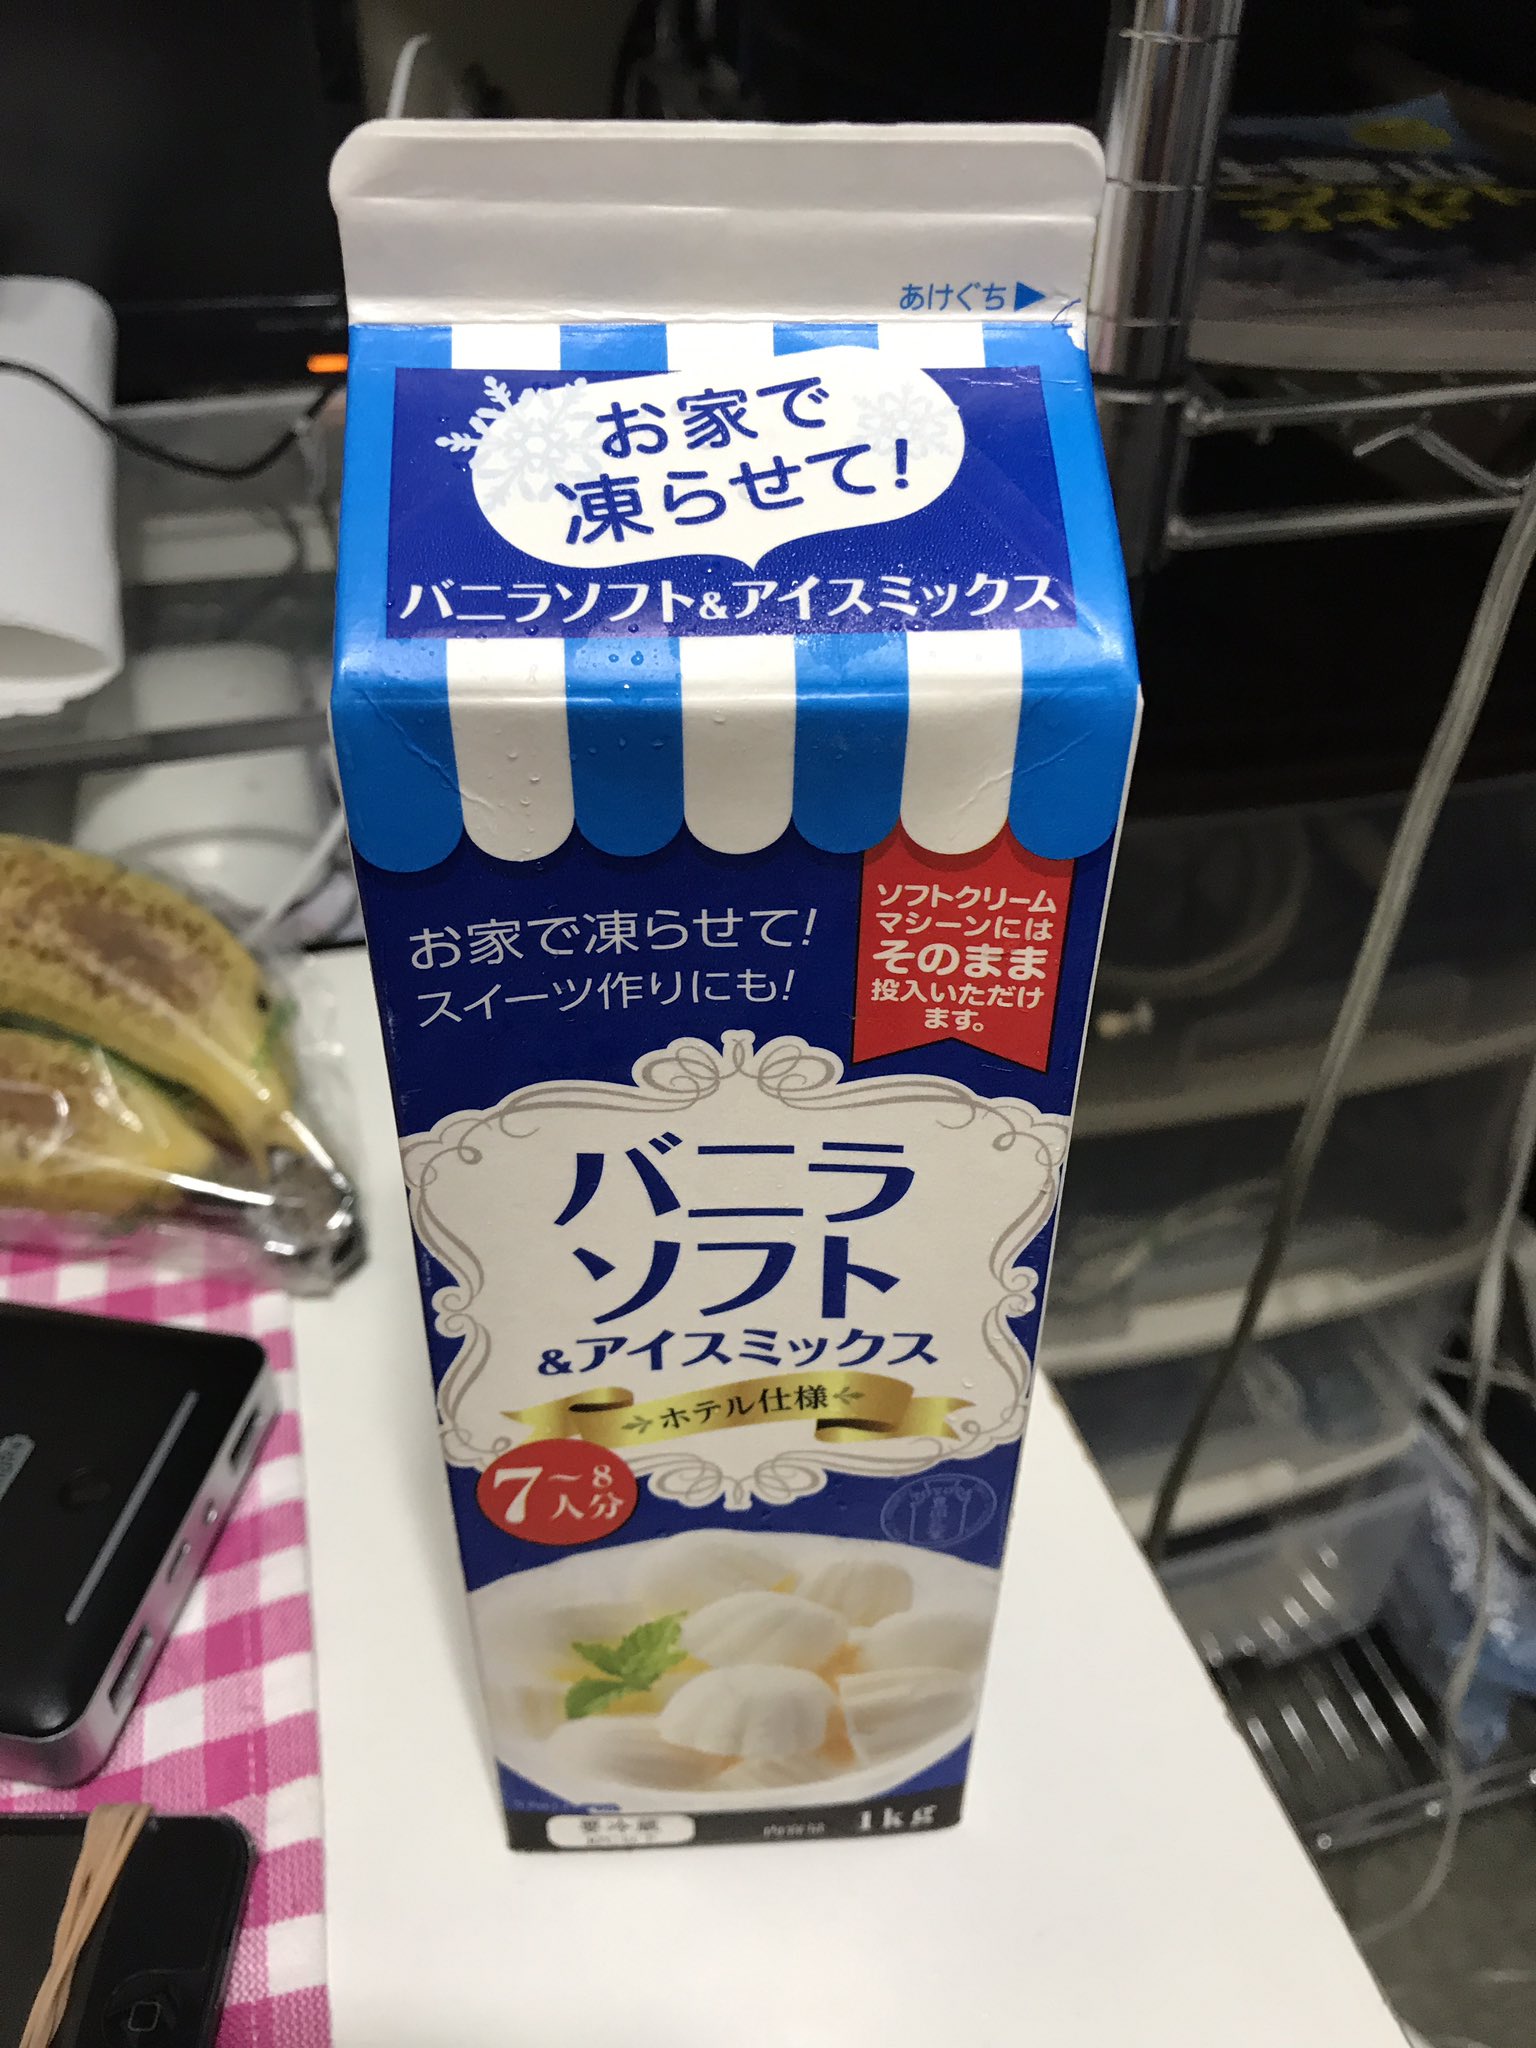 あけぐち▶
お家で
凍らせて!
バニラソフト&アイスミックス
お家で凍らせて!
スイーツ作りにも!
ソフトクリーム
マシーンには
そのまま
投入いただけ
ます。
バニラ
ソフト
&アイスミックス
ホテル仕様
7〜8
人分
要冷蔵
内容量 1kg